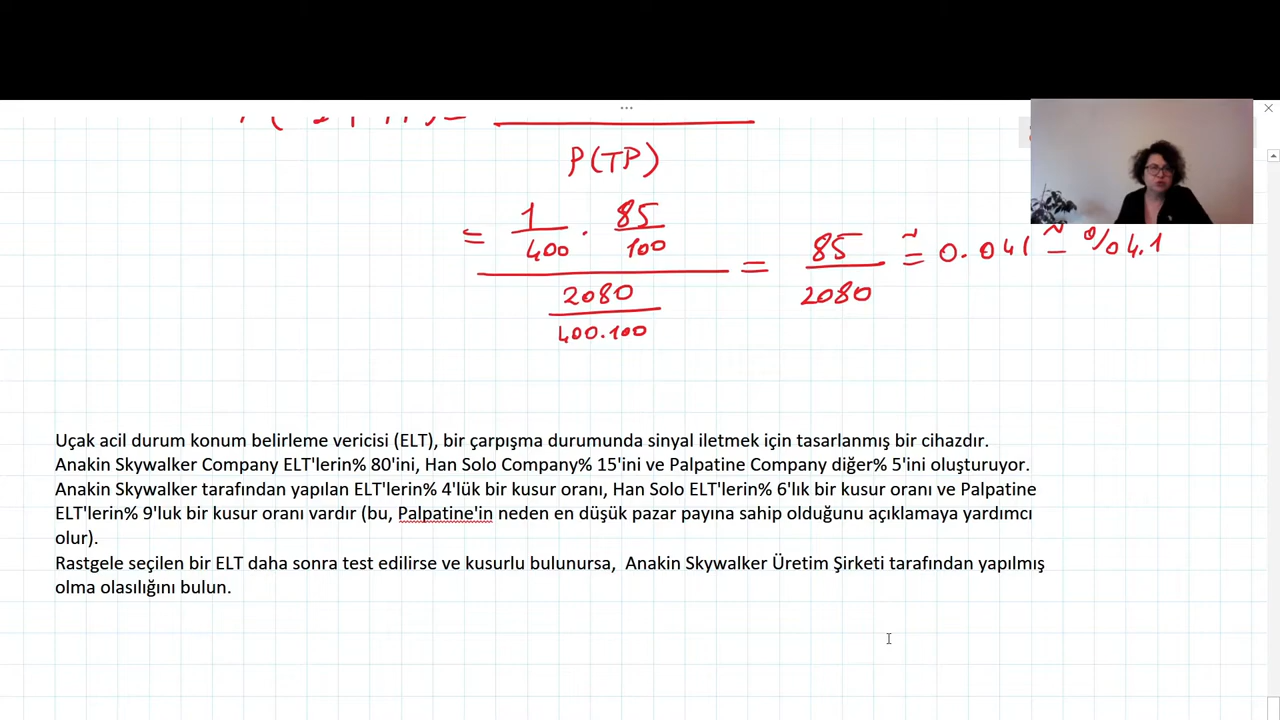 P(TP)
= 1/400 · 85/100
2080/400.100 = 85/2080 ≅ 0.041 ≅ %4.1
Uçak acil durum konum belirleme vericisi (ELT), bir çarpışma durumunda sinyal iletmek için tasarlanmış bir cihazdır.
Anakin Skywalker Company ELT'lerin% 80'ini, Han Solo Company% 15'ini ve Palpatine Company diğer% 5'ini oluşturuyor.
Anakin Skywalker tarafından yapılan ELT'lerin% 4'lük bir kusur oranı, Han Solo ELT'lerin% 6'lık bir kusur oranı ve Palpatine
ELT'lerin% 9'luk bir kusur oranı vardır (bu, Palpatine'in neden en düşük pazar payına sahip olduğunu açıklamaya yardımcı
olur).
Rastgele seçilen bir ELT daha sonra test edilirse ve kusurlu bulunursa,  Anakin Skywalker Üretim Şirketi tarafından yapılmış
olma olasılığını bulun.